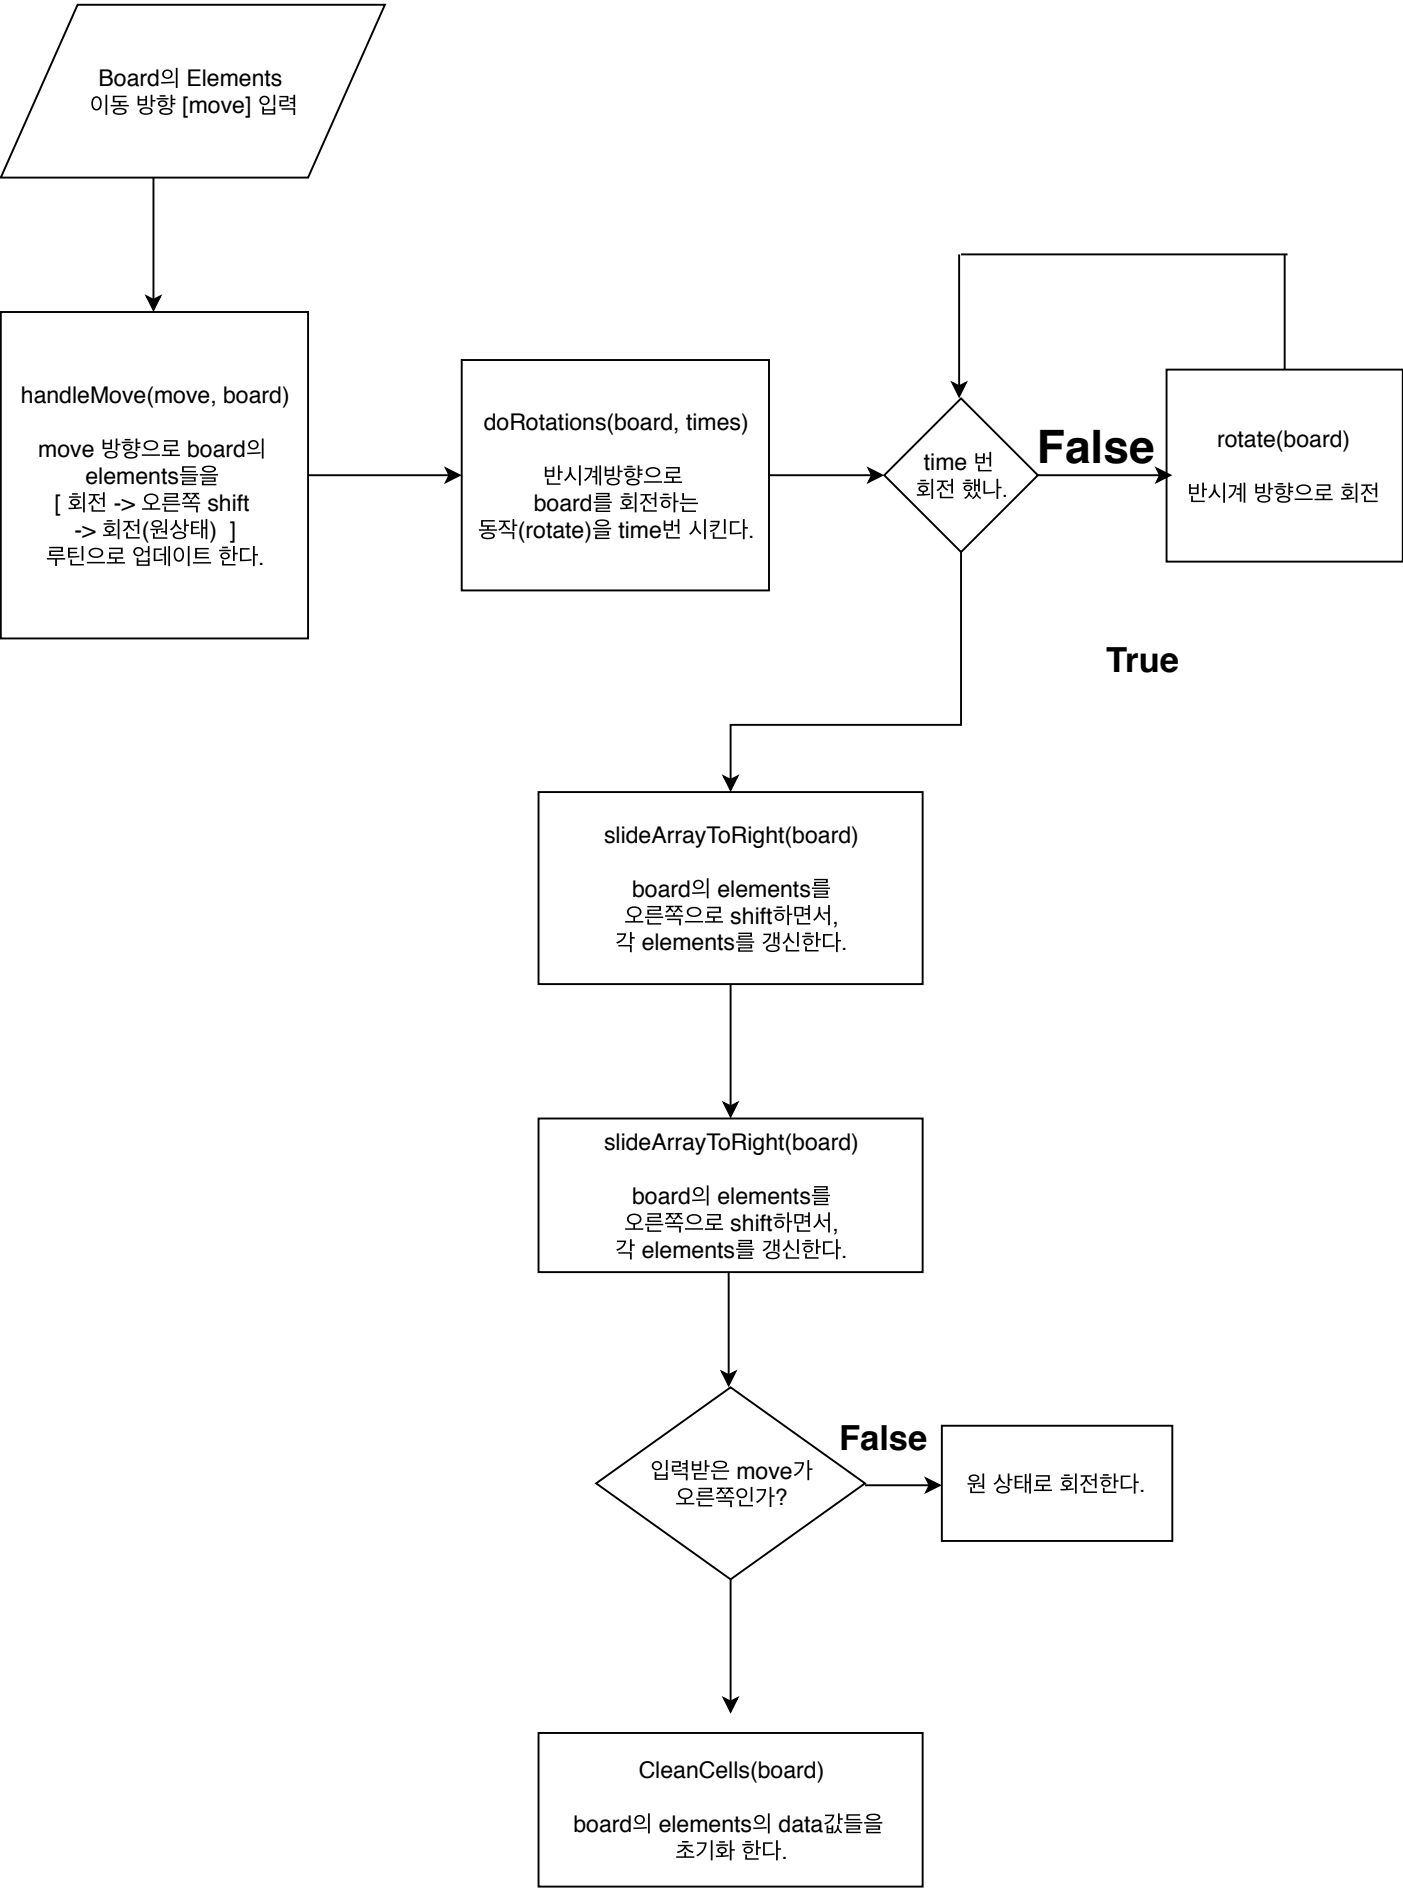 Board의 Elements
이동 방향 [move] 입력
handleMove(move, board)
move 방향으로 board의
elements들을
[ 회전 -> 오른쪽 shift
-> 회전(원상태) ]
루틴으로 업데이트 한다.
doRotations(board, times)
반시계방향으로
board를 회전하는
동작(rotate)을 time번 시킨다.
time 번
회전 했나.
False
rotate(board)
반시계 방향으로 회전
True
slideArrayToRight(board)
board의 elements를
오른쪽으로 shift하면서,
각 elements를 갱신한다.
slideArrayToRight(board)
board의 elements를
오른쪽으로 shift하면서,
각 elements를 갱신한다.
입력받은 move가
오른쪽인가?
False
원 상태로 회전한다.
CleanCells(board)
board의 elements의 data값들을
초기화 한다.